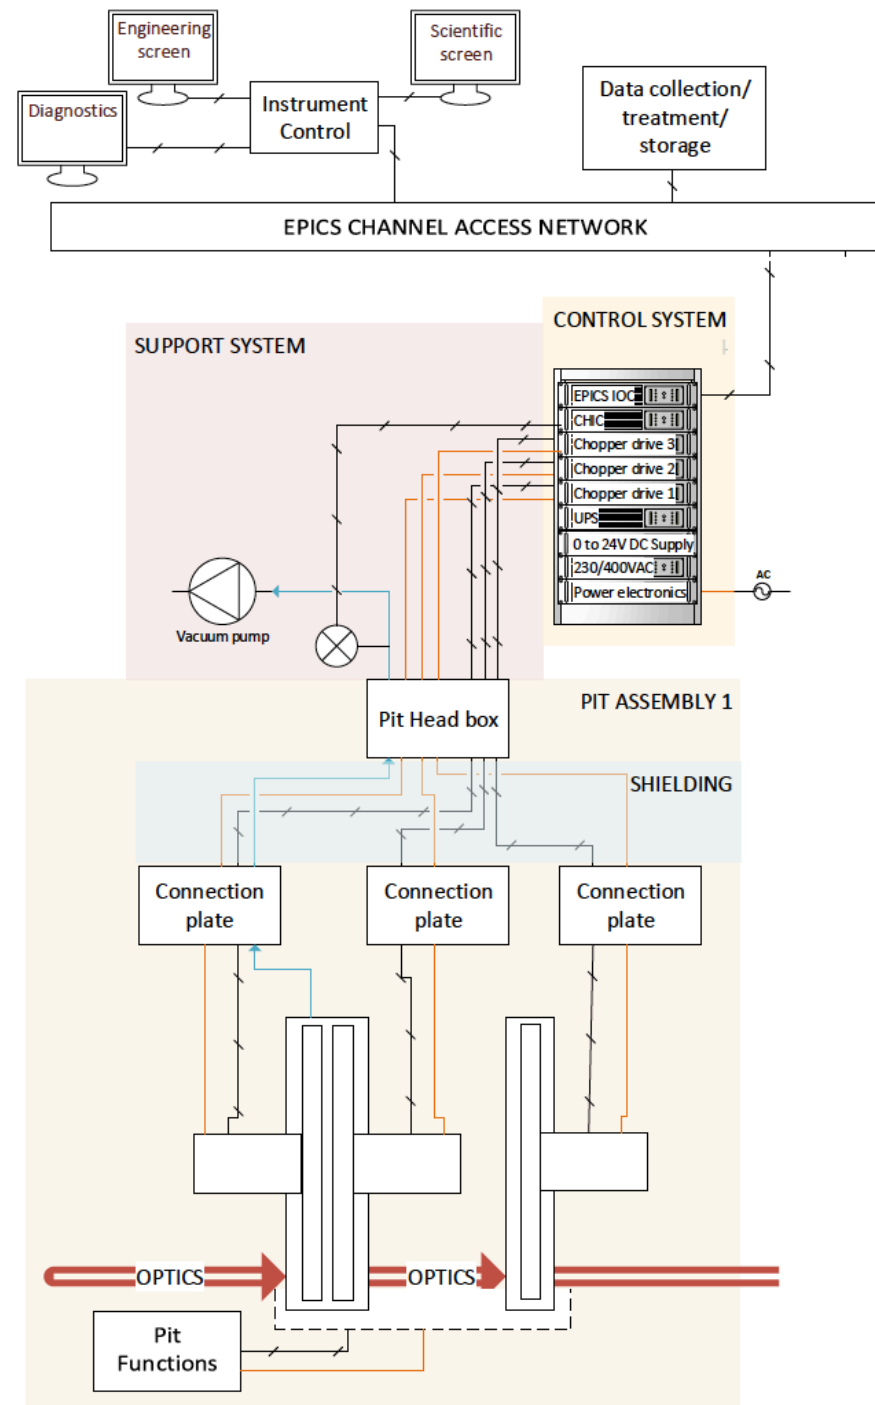 Engineering
screen
Scientific
screen
Diagnostics
Instrument
Control
Data collection/
treatment/
storage
EPICS CHANNEL ACCESS NETWORK
CONTROL SYSTEM
SUPPORT SYSTEM
EPICS IOC
CHIC
Chopper drive 3
Chopper drive 2
Chopper drive 1
UPS
0 to 24V DC Supply
230/400VAC
Power electronics
AC
Vacuum pump
PIT ASSEMBLY 1
Pit Head box
SHIELDING
Connection
plate
Connection
plate
Connection
plate
OPTICS
OPTICS
Pit
Functions